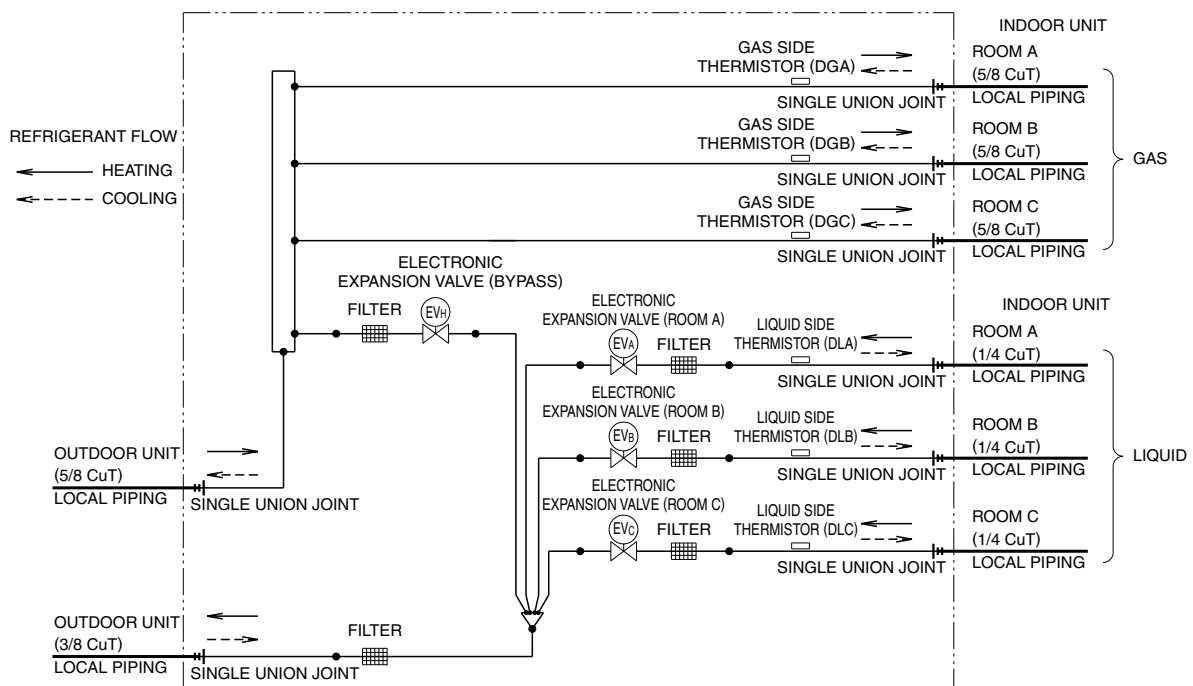 INDOOR UNIT
GAS SIDE
THERMISTOR (DGA)
ROOM A
(5/8 CuT)
SINGLE UNION JOINT
LOCAL PIPING
REFRIGERANT FLOW
HEATING
COOLING
GAS SIDE
THERMISTOR (DGB)
ROOM B
(5/8 CuT)
SINGLE UNION JOINT
LOCAL PIPING
GAS
GAS SIDE
THERMISTOR (DGC)
ROOM C
(5/8 CuT)
SINGLE UNION JOINT
LOCAL PIPING
ELECTRONIC
EXPANSION VALVE (BYPASS)
FILTER
EVH
INDOOR UNIT
ELECTRONIC
EXPANSION VALVE (ROOM A)
EVA
FILTER
LIQUID SIDE
THERMISTOR (DLA)
ROOM A
(1/4 CuT)
SINGLE UNION JOINT
LOCAL PIPING
ELECTRONIC
EXPANSION VALVE (ROOM B)
EVB
FILTER
LIQUID SIDE
THERMISTOR (DLB)
ROOM B
(1/4 CuT)
SINGLE UNION JOINT
LOCAL PIPING
LIQUID
ELECTRONIC
EXPANSION VALVE (ROOM C)
EVC
FILTER
LIQUID SIDE
THERMISTOR (DLC)
ROOM C
(1/4 CuT)
SINGLE UNION JOINT
LOCAL PIPING
OUTDOOR UNIT
(5/8 CuT)
LOCAL PIPING
SINGLE UNION JOINT
OUTDOOR UNIT
(3/8 CuT)
LOCAL PIPING
SINGLE UNION JOINT
FILTER